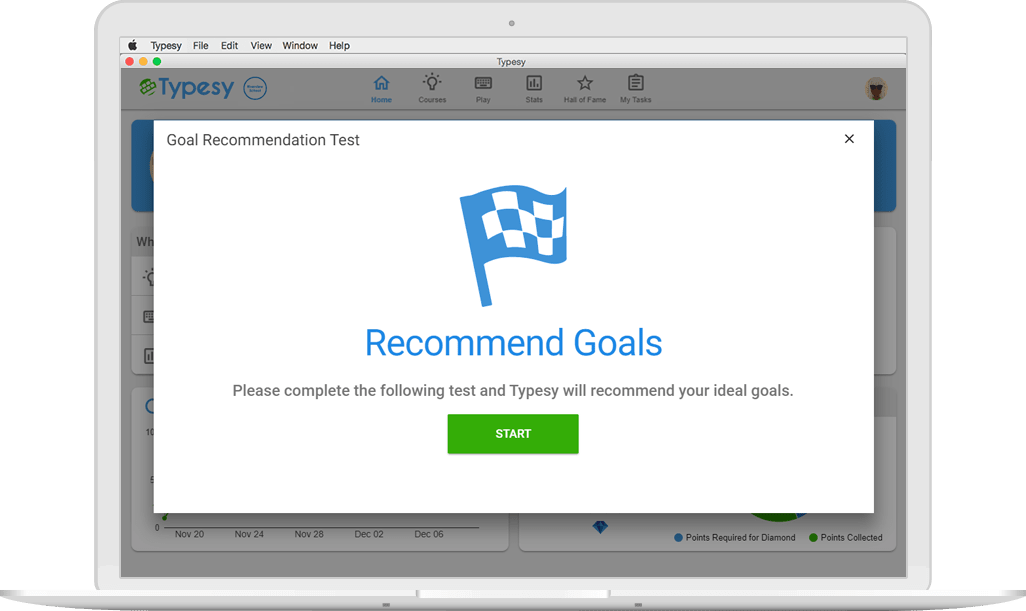 Typesy File Edit View Window Help
Typesy
Typesy
Home Courses Play Stats Hall of Fame My Tasks
Goal Recommendation Test
Wh
Recommend Goals
Please complete the following test and Typesy will recommend your ideal goals.
START
10
5
0
Nov 20 Nov 24 Nov 28 Dec 02 Dec 06
Points Required for Diamond Points Collected